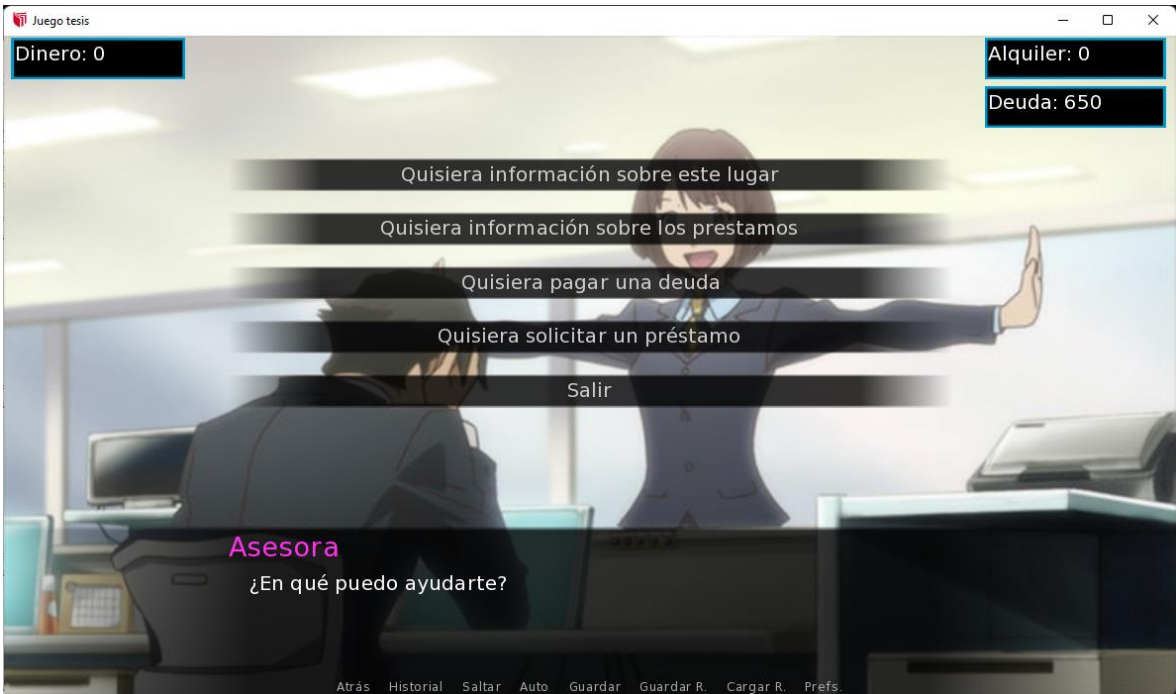 Juego tesis
Dinero: 0
Alquiler: 0
Deuda: 650
Quisiera información sobre este lugar
Quisiera información sobre los prestamos
Quisiera pagar una deuda
Quisiera solicitar un préstamo
Salir
Asesora
¿En qué puedo ayudarte?
Atrás Historial Saltar Auto Guardar Guardar R. Cargar R. Prefs.